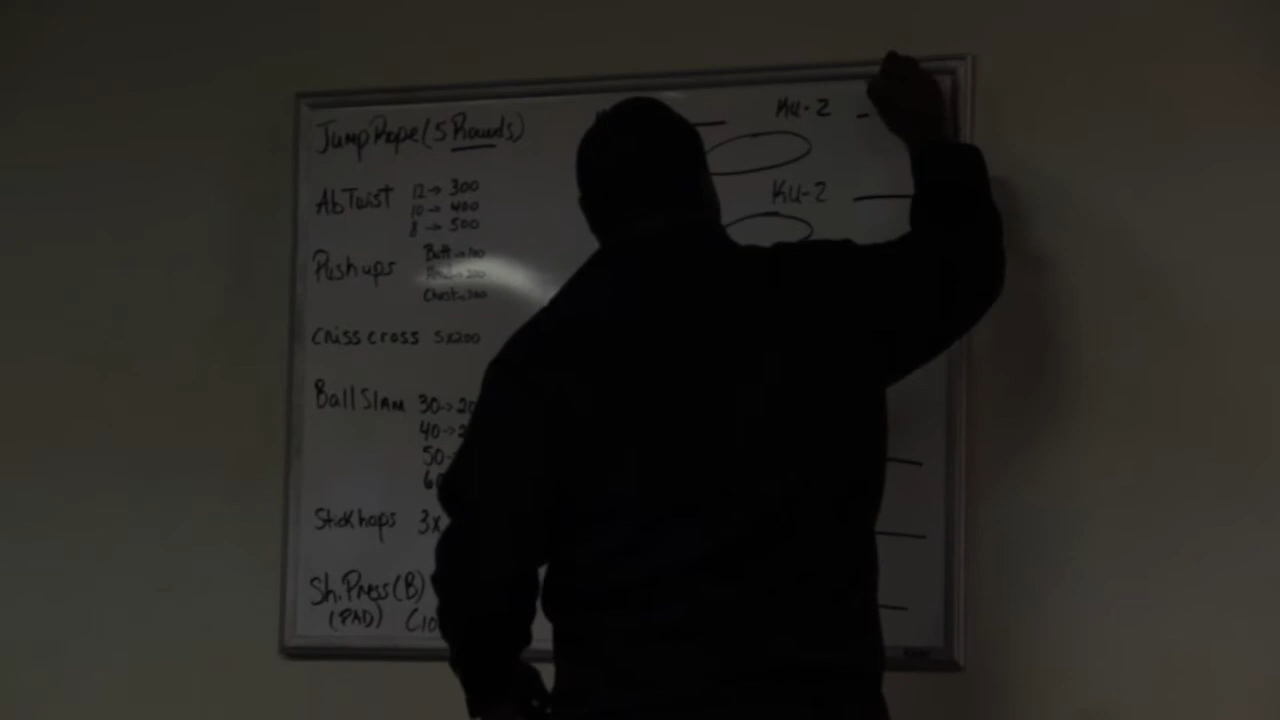 Jump Rope (5 Rounds)
Ab Twist 12→ 300
10→ 400
8→ 500
Push ups Butt→100
→200
Chest→300
Criss cross 5x200
Ball Slam 30->20
40->
50-
60
Stick hops 3x
Sh. Press (B)
(PAD) C10
KU-2
KU-2